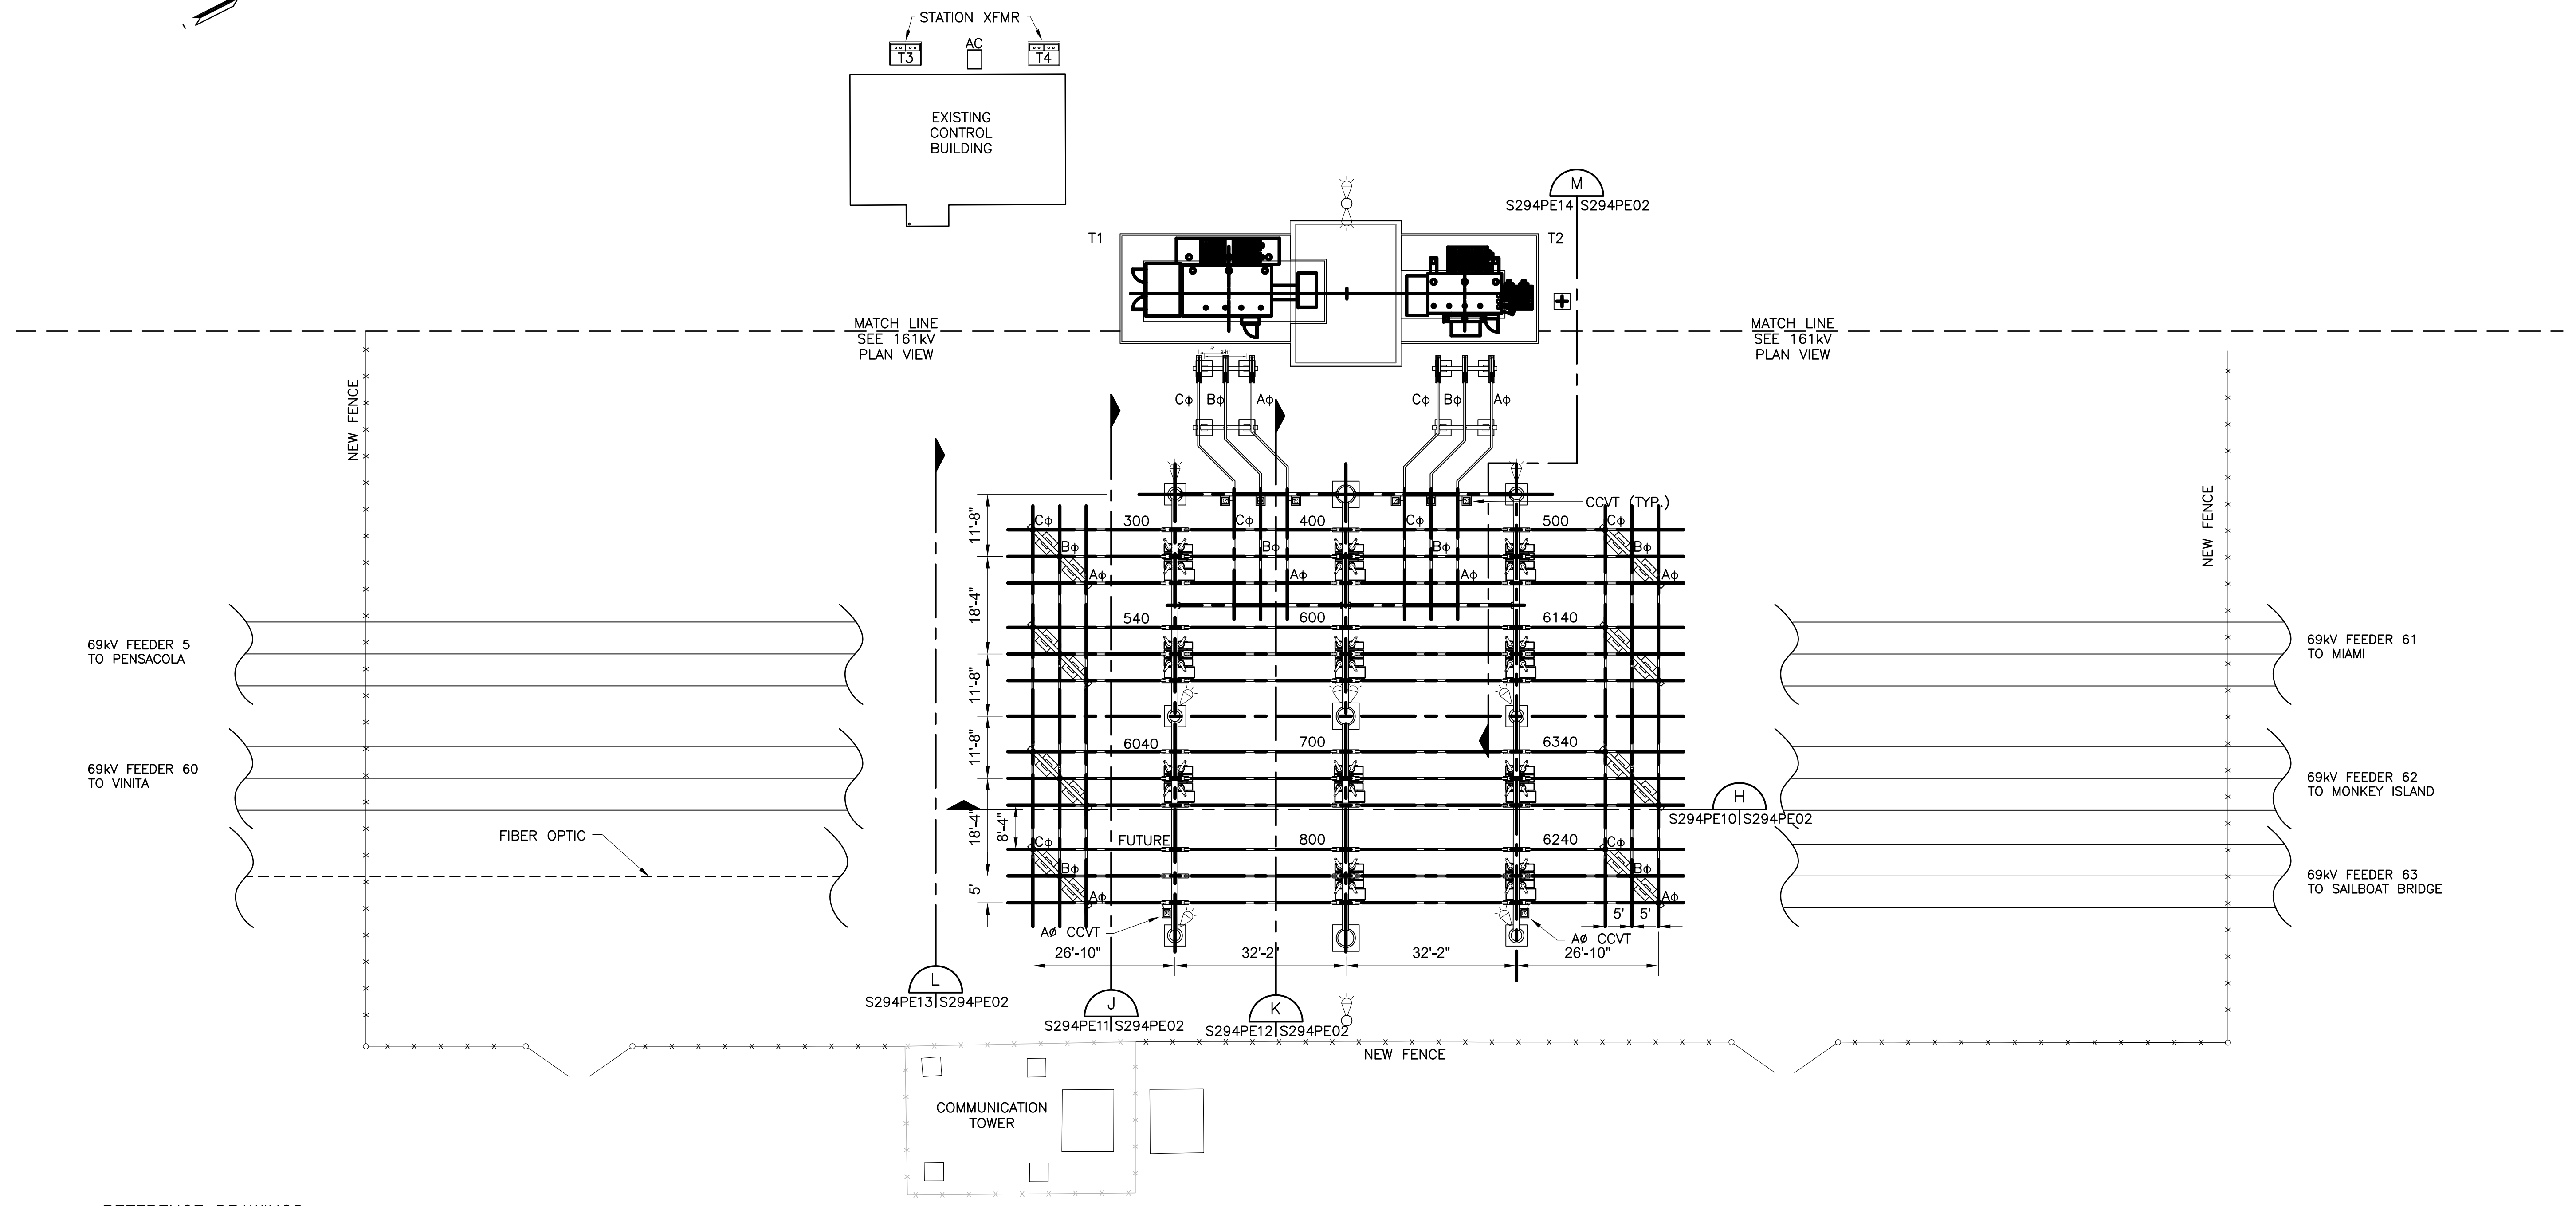 STATION XFMR
T3
AC
T4
EXISTING
CONTROL
BUILDING
M
S294PE14 S294PE02
T1
T2
MATCH LINE
SEE 161kV
PLAN VIEW
MATCH LINE
SEE 161kV
PLAN VIEW
NEW FENCE
5'
Cϕ Bϕ Aϕ
Cϕ Bϕ Aϕ
NEW FENCE
CCVT (TYP.)
11'-8"
Cϕ 300 Cϕ 400 Cϕ 500 Cϕ
Bϕ Bϕ Bϕ Bϕ
Aϕ Aϕ Aϕ Aϕ
18'-4"
540 600 6140
69kV FEEDER 5
TO PENSACOLA
69kV FEEDER 61
TO MIAMI
11'-8"
11'-8"
6040 700 6340
69kV FEEDER 60
TO VINITA
69kV FEEDER 62
TO MONKEY ISLAND
H
S294PE10 S294PE02
18'-4"
8'-4"
FIBER OPTIC
Cϕ FUTURE 800 6240 Cϕ
Bϕ Bϕ
Aϕ Aϕ
69kV FEEDER 63
TO SAILBOAT BRIDGE
5'
5' 5'
AØ CCVT
AØ CCVT
26'-10" 32'-2" 32'-2" 26'-10"
L
S294PE13 S294PE02
J
S294PE11 S294PE02
K
S294PE12 S294PE02
NEW FENCE
COMMUNICATION
TOWER
REFERENCE DRAWINGS